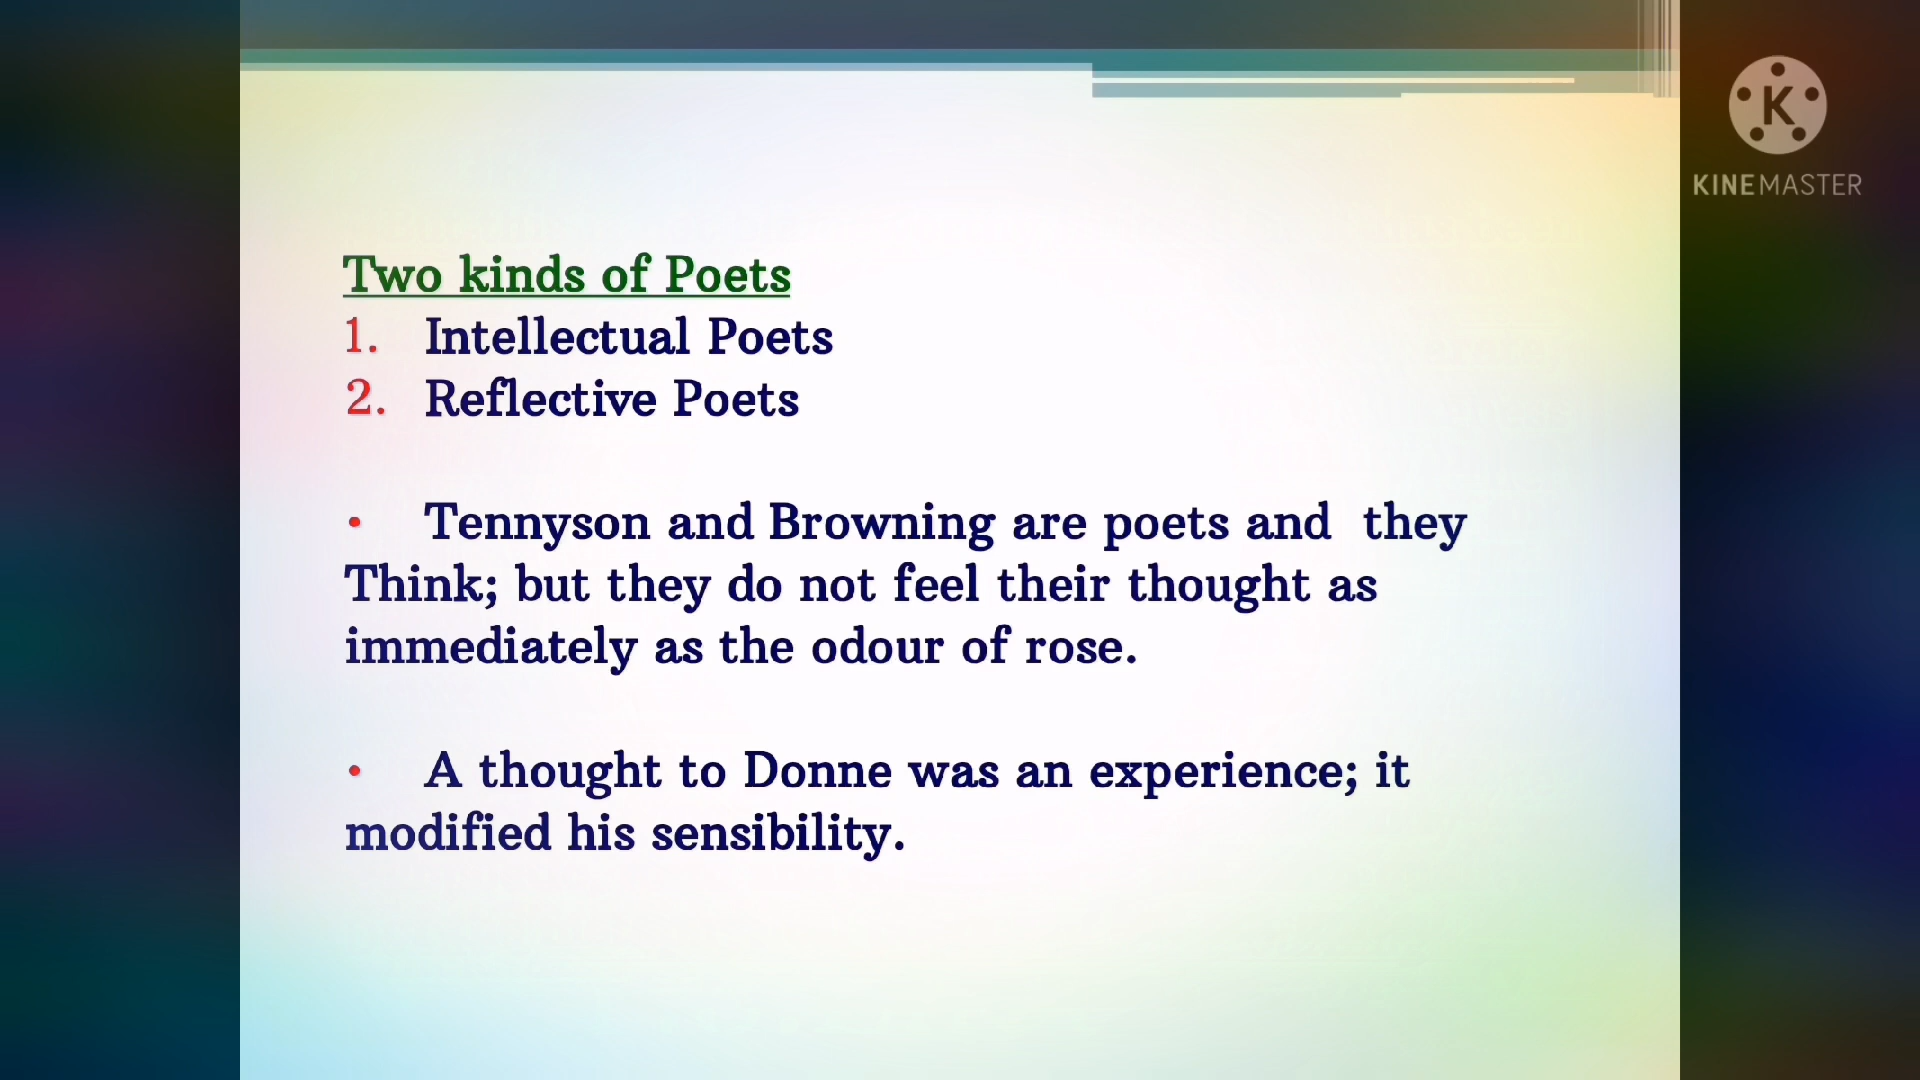 K
KINEMASTER
Two kinds of Poets
1. Intellectual Poets
2. Reflective Poets
• Tennyson and Browning are poets and they
Think; but they do not feel their thought as
immediately as the odour of rose.
• A thought to Donne was an experience; it
modified his sensibility.